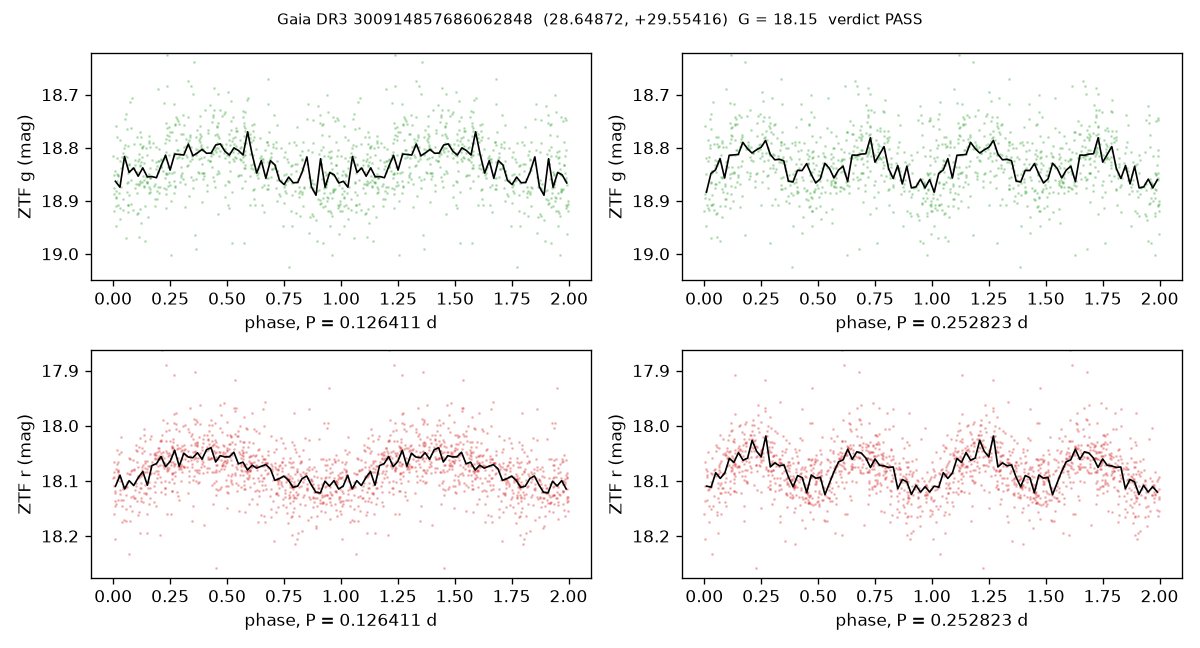 Gaia DR3 300914857686062848 (28.64872, +29.55416) G = 18.15 verdict PASS
ZTF g (mag)
18.7
18.8
18.9
19.0
0.00 0.25 0.50 0.75 1.00 1.25 1.50 1.75 2.00
phase, P = 0.126411 d
ZTF g (mag)
18.7
18.8
18.9
19.0
0.00 0.25 0.50 0.75 1.00 1.25 1.50 1.75 2.00
phase, P = 0.252823 d
ZTF r (mag)
17.9
18.0
18.1
18.2
0.00 0.25 0.50 0.75 1.00 1.25 1.50 1.75 2.00
phase, P = 0.126411 d
ZTF r (mag)
17.9
18.0
18.1
18.2
0.00 0.25 0.50 0.75 1.00 1.25 1.50 1.75 2.00
phase, P = 0.252823 d